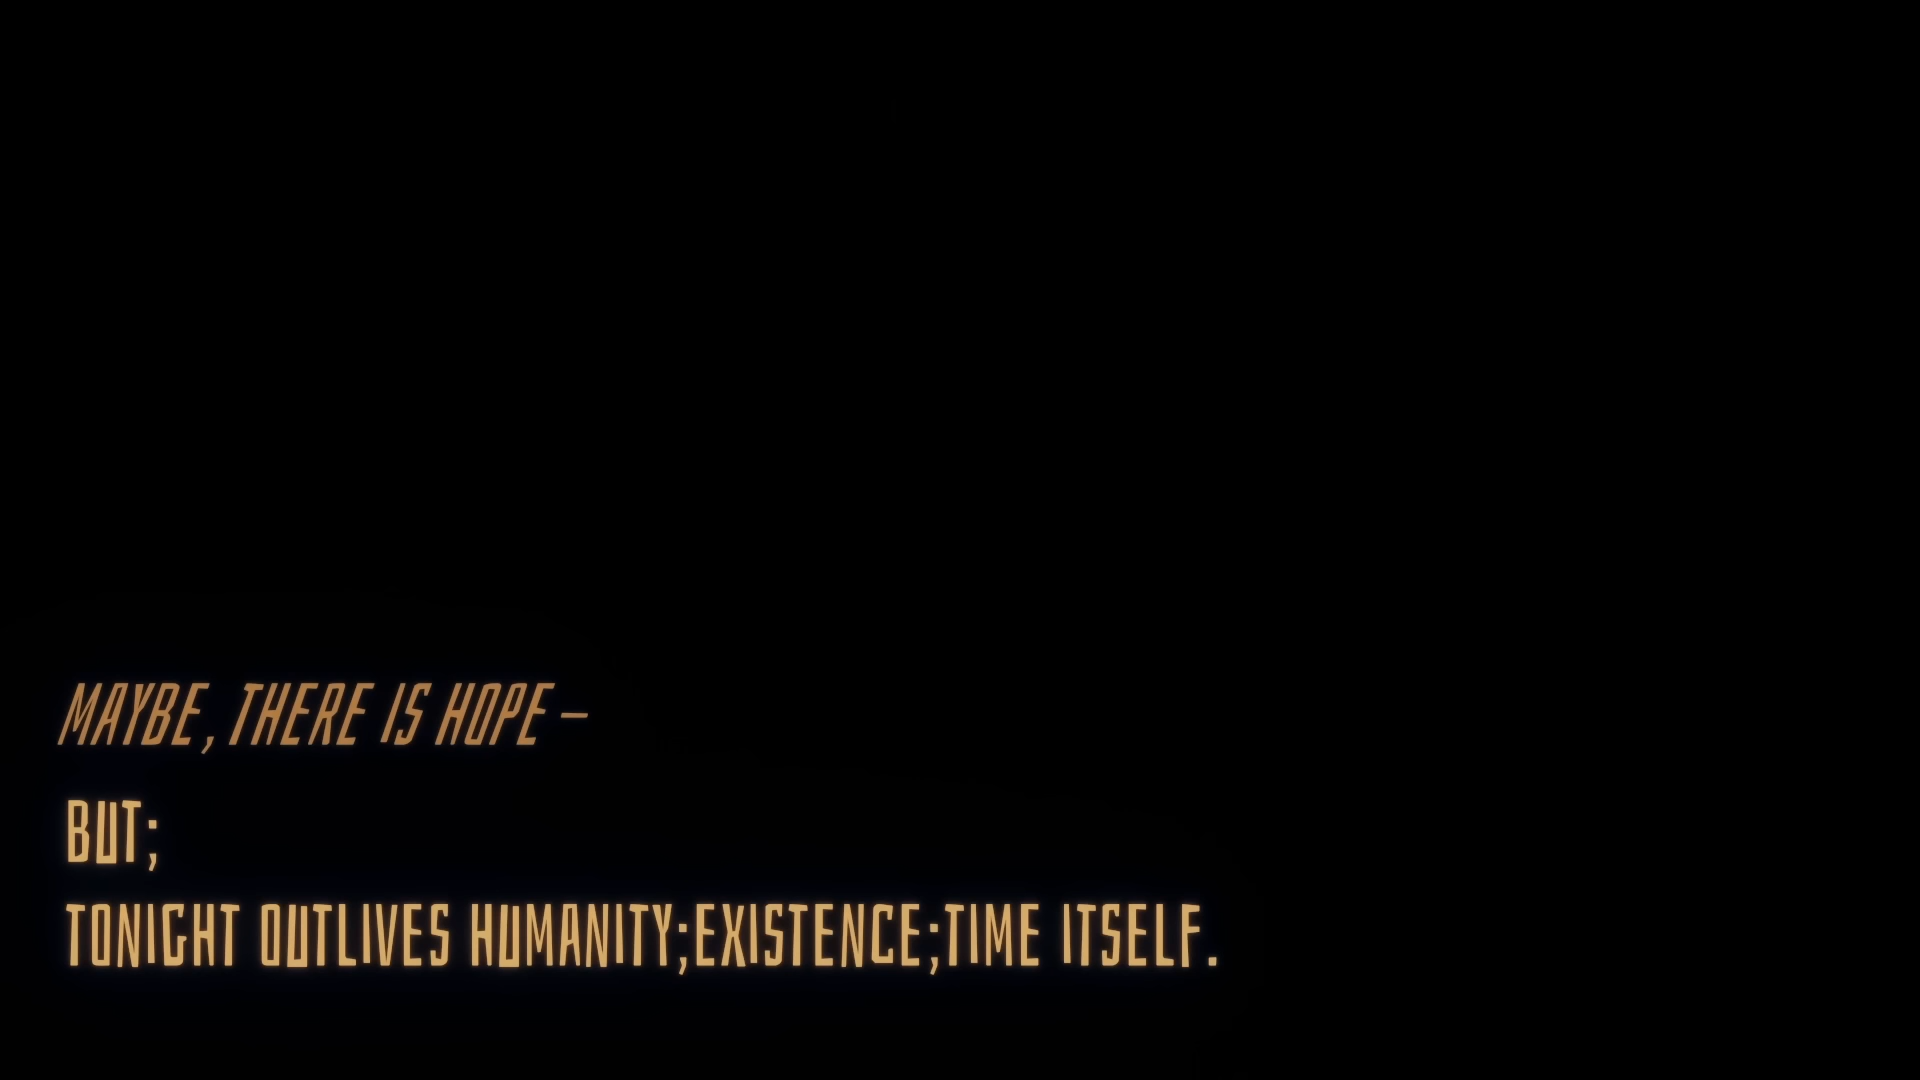 MAYBE, THERE IS HOPE –
BUT;
TONIGHT OUTLIVES HUMANITY;EXISTENCE;TIME ITSELF.